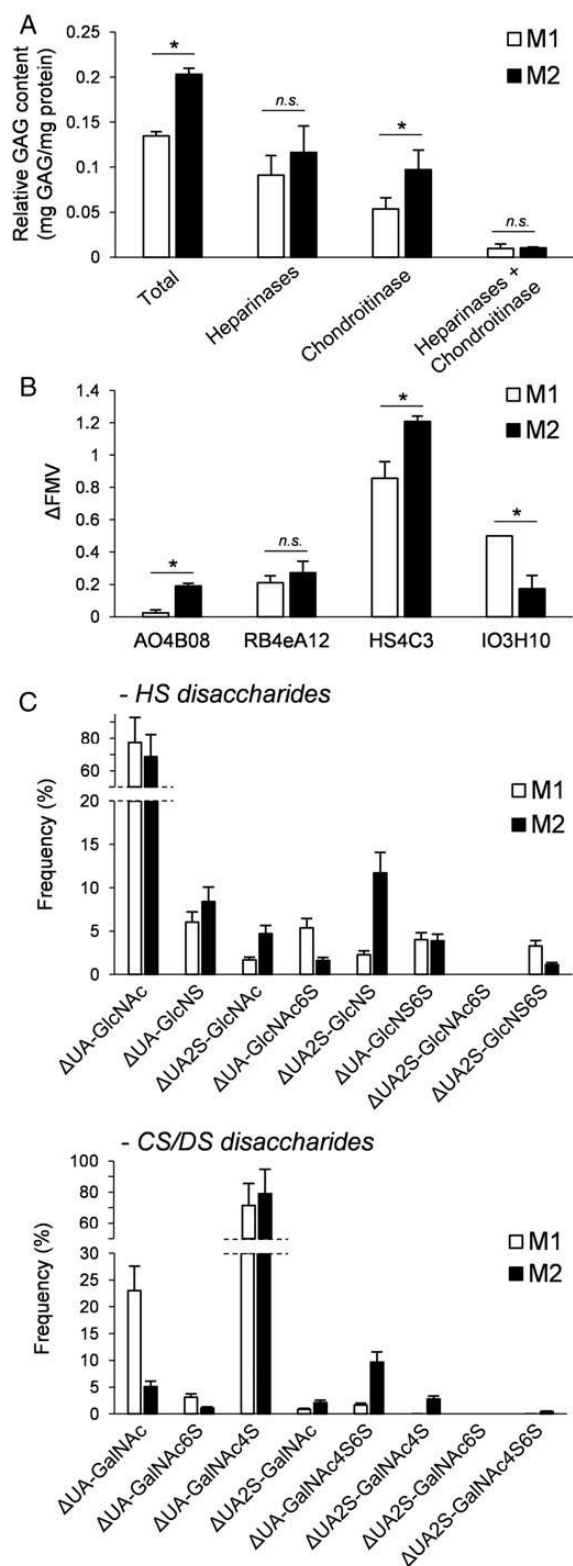 A
Relative GAG content
(mg GAG/mg protein)
0.25
0.2
0.15
0.1
0.05
0
*
n.s.
*
n.s.
M1
M2
Total
Heparinases
Chondroitinase
Heparinases +
Chondroitinase
B
ΔFMV
1.4
1.2
1
0.8
0.6
0.4
0.2
0
*
n.s.
*
*
M1
M2
AO4B08
RB4eA12
HS4C3
IO3H10
C
- HS disaccharides
Frequency (%)
80
60
20
15
10
5
0
M1
M2
ΔUA-GlcNAc
ΔUA-GlcNS
ΔUA2S-GlcNAc
ΔUA-GlcNAc6S
ΔUA2S-GlcNS
ΔUA-GlcNS6S
ΔUA2S-GlcNAc6S
ΔUA2S-GlcNS6S
- CS/DS disaccharides
Frequency (%)
100
80
60
30
25
20
15
10
5
0
M1
M2
ΔUA-GalNAc
ΔUA-GalNAc6S
ΔUA-GalNAc4S
ΔUA2S-GalNAc
ΔUA-GalNAc4S6S
ΔUA2S-GalNAc4S
ΔUA2S-GalNAc6S
ΔUA2S-GalNAc4S6S